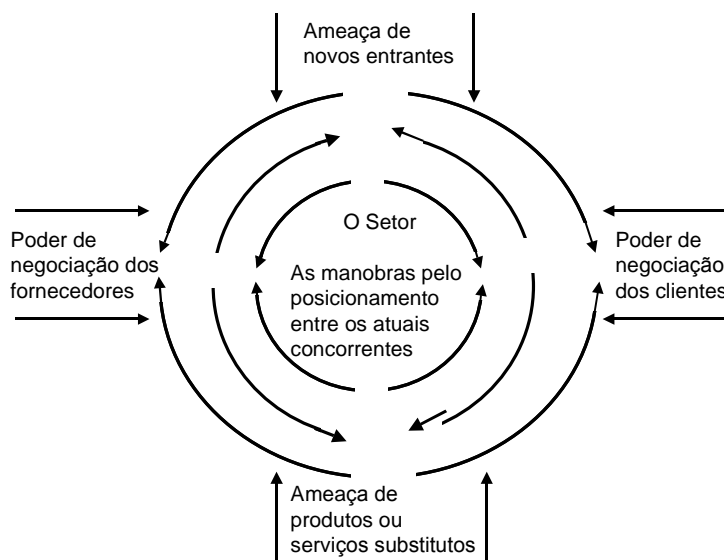 Ameaça de
novos entrantes
O Setor
Poder de
negociação dos
fornecedores
As manobras pelo
posicionamento
entre os atuais
concorrentes
Poder de
negociação
dos clientes
Ameaça de
produtos ou
serviços substitutos